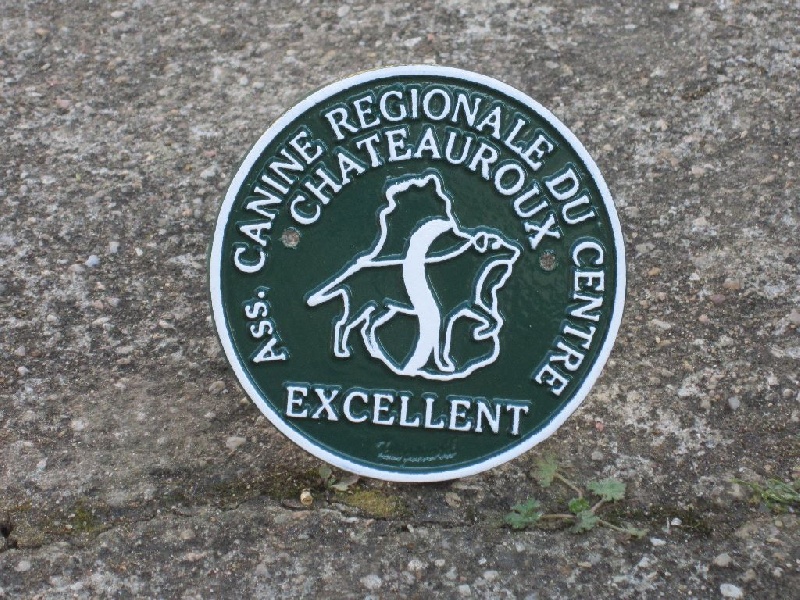 Ass. CANINE REGIONALE DU CENTRE
CHATEAUROUX
EXCELLENT